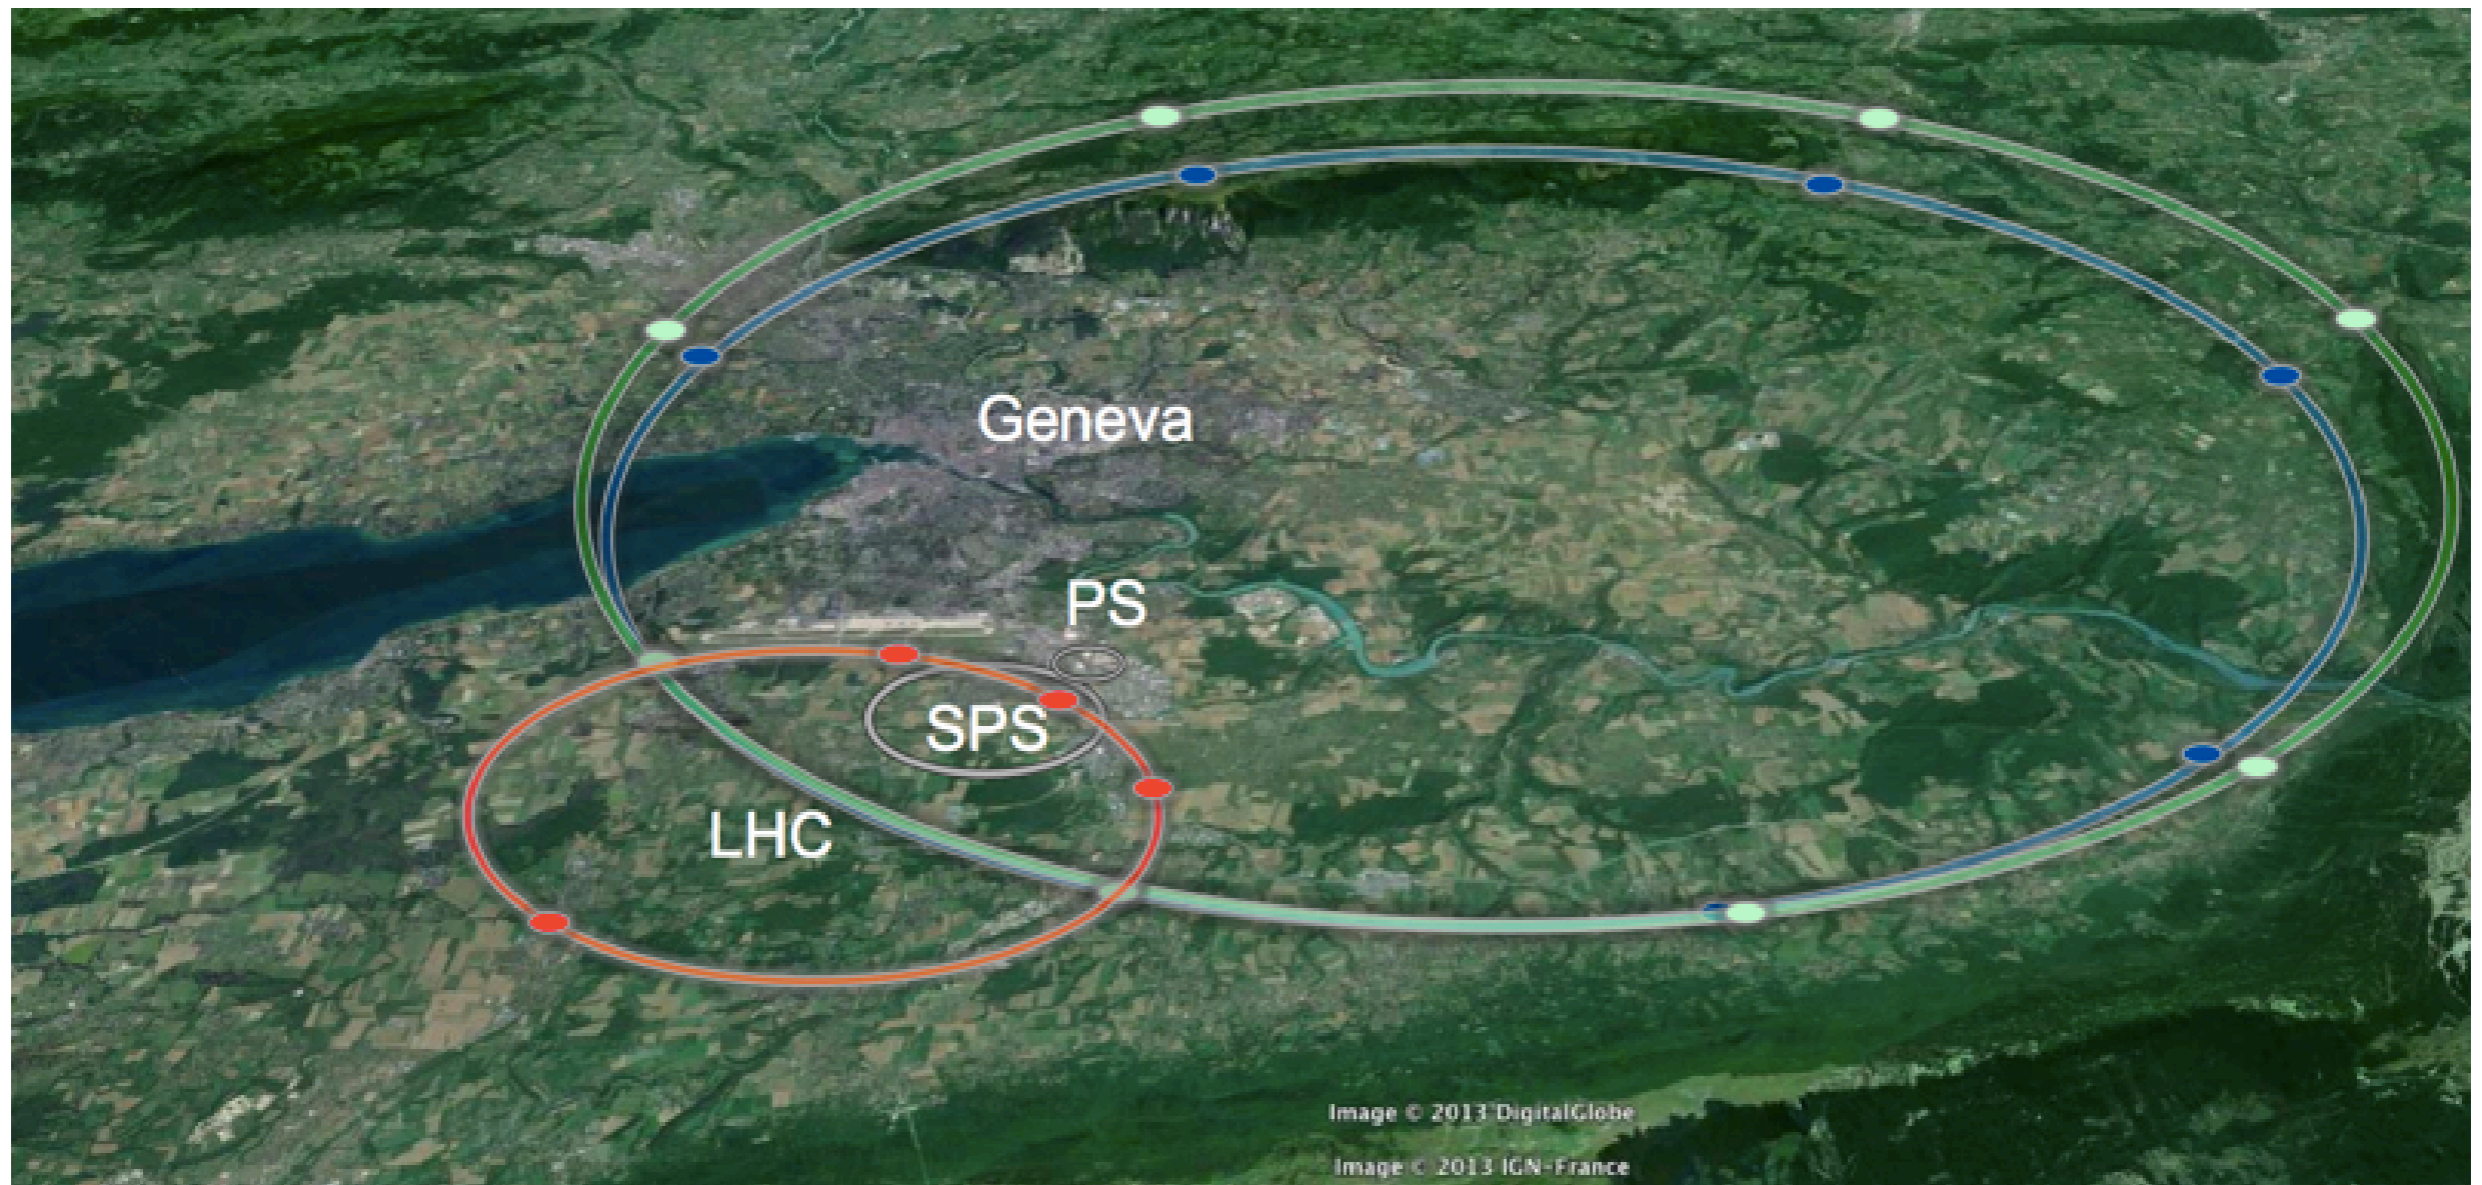 Geneva
PS
SPS
LHC
Image © 2013 DigitalGlobe
Image © 2013 IGN-France